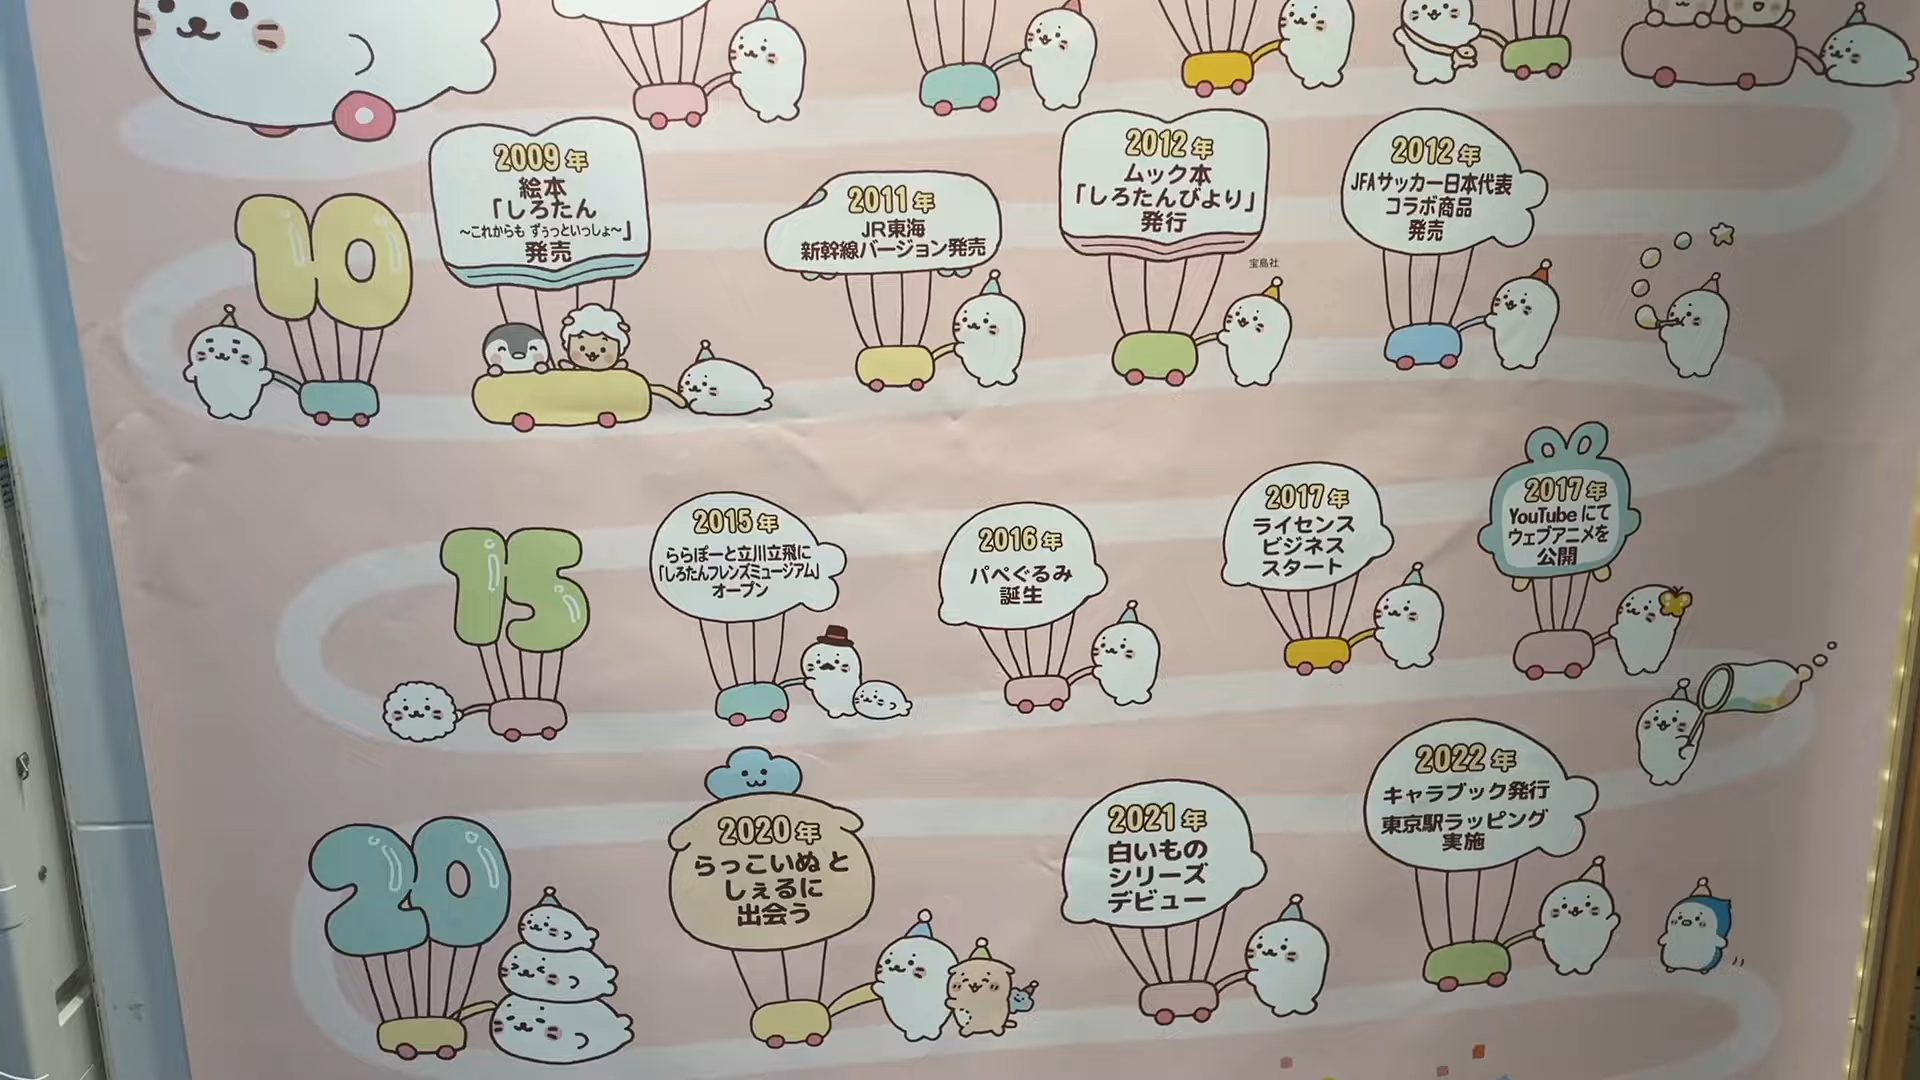 10
2009年
絵本
「しろたん
〜これからも ずぅっといっしょ〜」
発売
2011年
JR東海
新幹線バージョン発売
2012年
ムック本
「しろたんびより」
発行
宝島社
2012年
JFAサッカー日本代表
コラボ商品
発売
15
2015年
ららぽーと立川立飛に
「しろたんフレンズミュージアム」
オープン
2016年
パペぐるみ
誕生
2017年
ライセンス
ビジネス
スタート
2017年
YouTubeにて
ウェブアニメを
公開
20
2020年
らっこいぬ と
しぇるに
出会う
2021年
白いもの
シリーズ
デビュー
2022年
キャラブック発行
東京駅ラッピング
実施